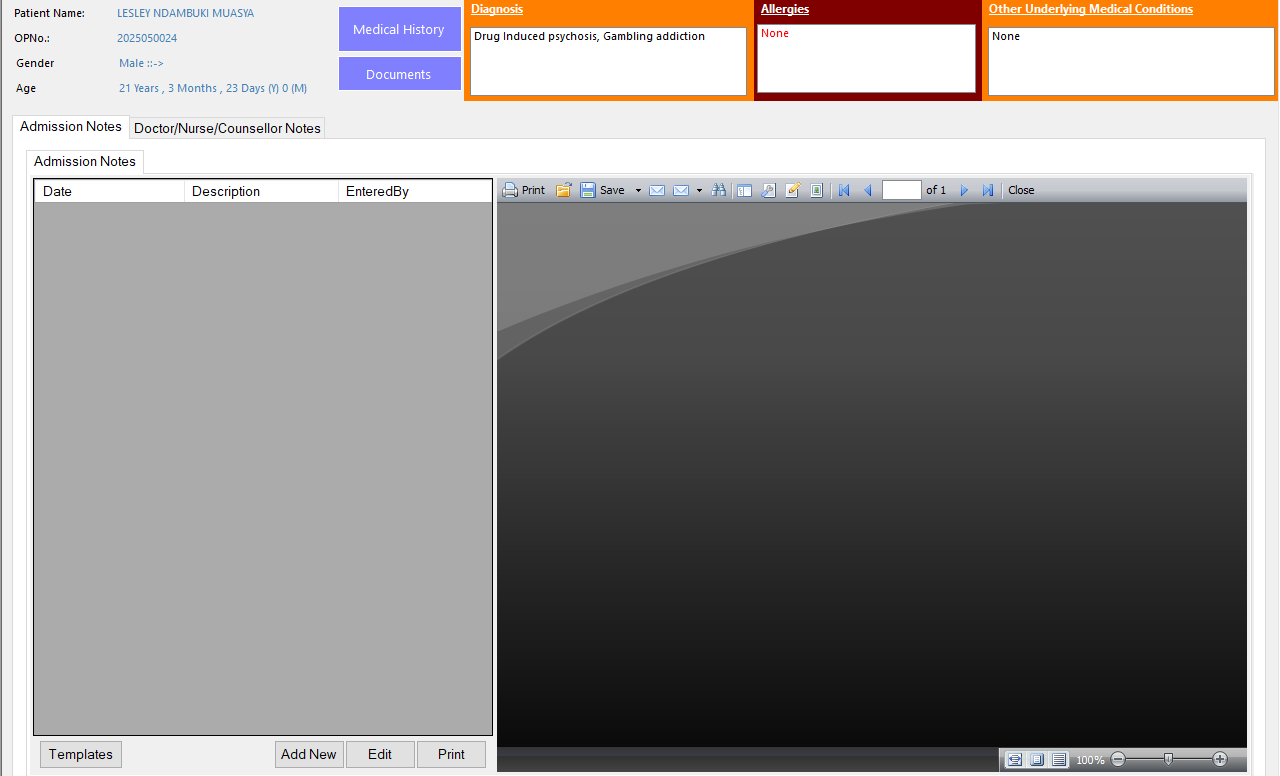 Patient Name: LESLEY NDAMBUKI MUASYA
OPNo.: 2025050024
Gender Male ::->
Age 21 Years , 3 Months , 23 Days (Y) 0 (M)
Medical History
Documents
Diagnosis
Drug Induced psychosis, Gambling addiction
Allergies
None
Other Underlying Medical Conditions
None
Admission Notes Doctor/Nurse/Counsellor Notes
Admission Notes
Date Description EnteredBy
Print Save of 1 Close
Templates Add New Edit Print
100%